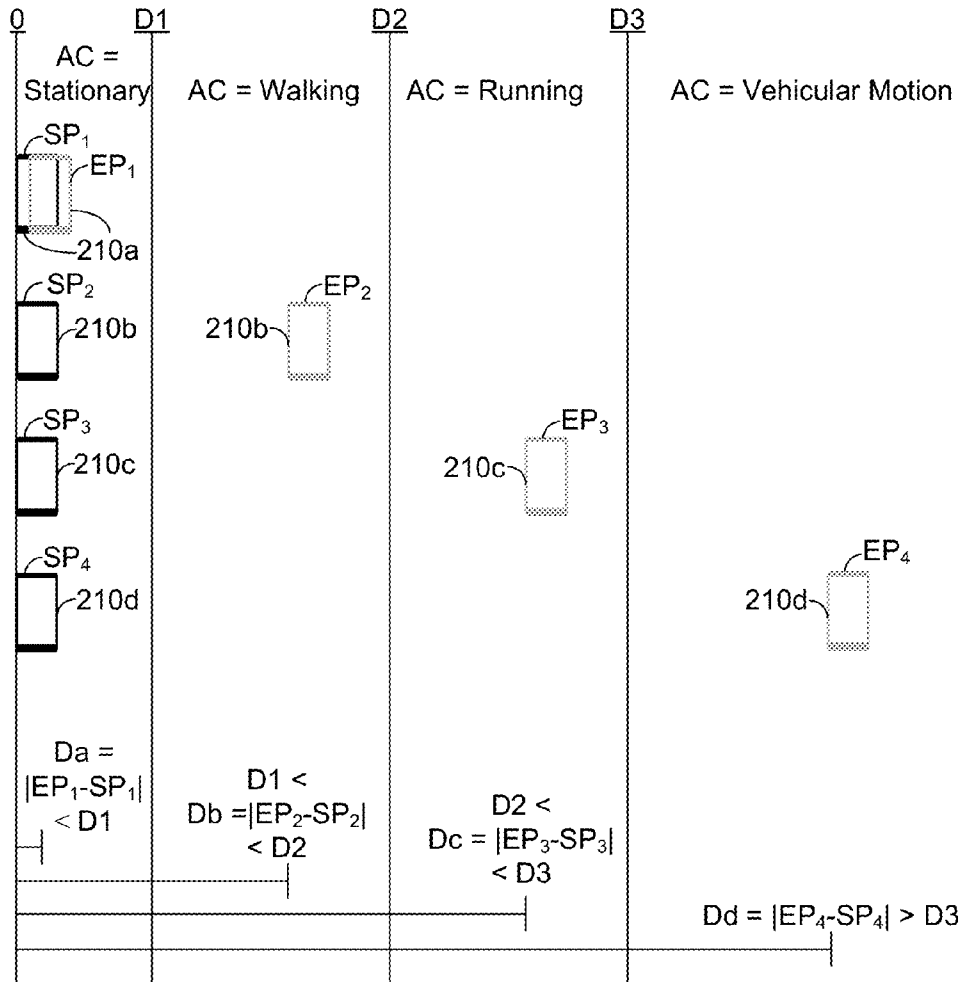 0 D1 D2 D3
AC =
Stationary
AC = Walking
AC = Running
AC = Vehicular Motion
SP₁
EP₁
210a
SP₂
210b
EP₂
210b
SP₃
210c
EP₃
210c
SP₄
210d
EP₄
210d
Da =
|EP₁-SP₁|
< D1
D1 <
Db =|EP₂-SP₂|
< D2
D2 <
Dc = |EP₃-SP₃|
< D3
Dd = |EP₄-SP₄| > D3